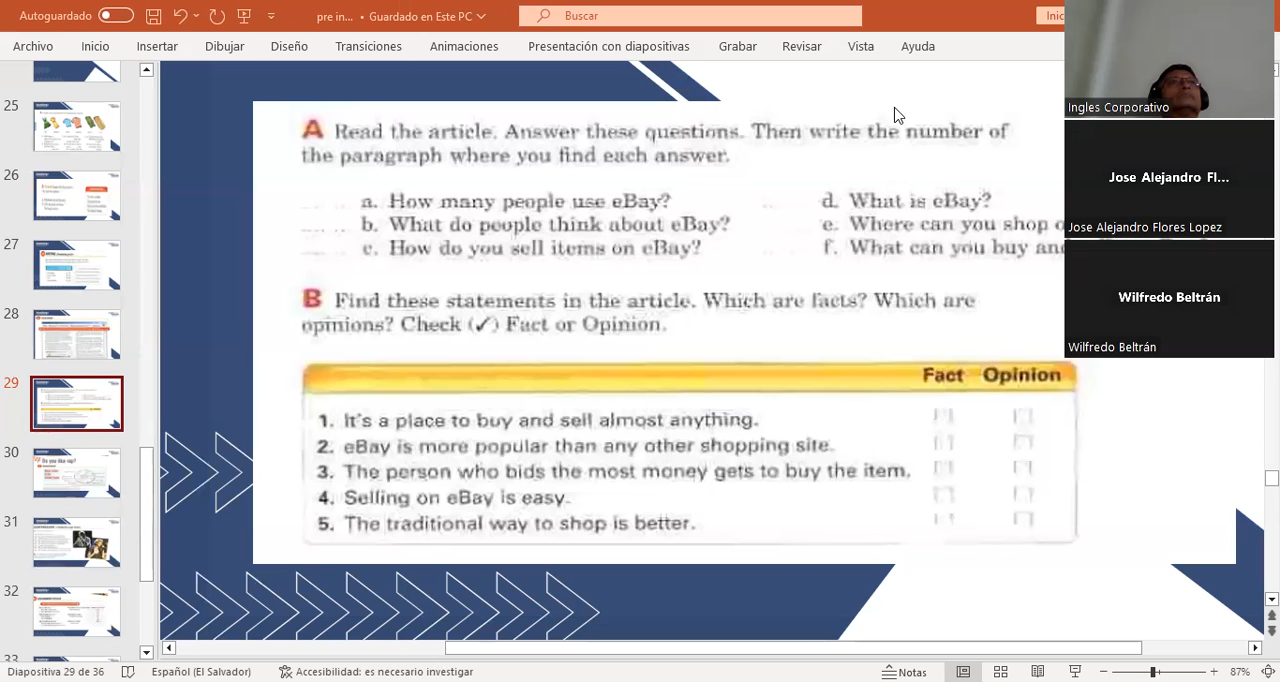 Autoguardado
pre in... • Guardado en Este PC
Buscar
Inic
Archivo Inicio Insertar Dibujar Diseño Transiciones Animaciones Presentación con diapositivas Grabar Revisar Vista Ayuda
Ingles Corporativo
Jose Alejandro Fl...
Jose Alejandro Flores Lopez
Wilfredo Beltrán
Wilfredo Beltrán
25
26
27
28
29
30
31
32
33
A Read the article. Answer these questions. Then write the number of
the paragraph where you find each answer.
a. How many people use eBay?
b. What do people think about eBay?
c. How do you sell items on eBay?
d. What is eBay?
e. Where can you shop
f. What can you buy
B Find these statements in the article. Which are facts? Which are
opinions? Check (✓) Fact or Opinion.
Fact Opinion
1. It's a place to buy and sell almost anything.
2. eBay is more popular than any other shopping site.
3. The person who bids the most money gets to buy the item.
4. Selling on eBay is easy.
5. The traditional way to shop is better.
Diapositiva 29 de 36 Español (El Salvador) Accesibilidad: es necesario investigar Notas 87%